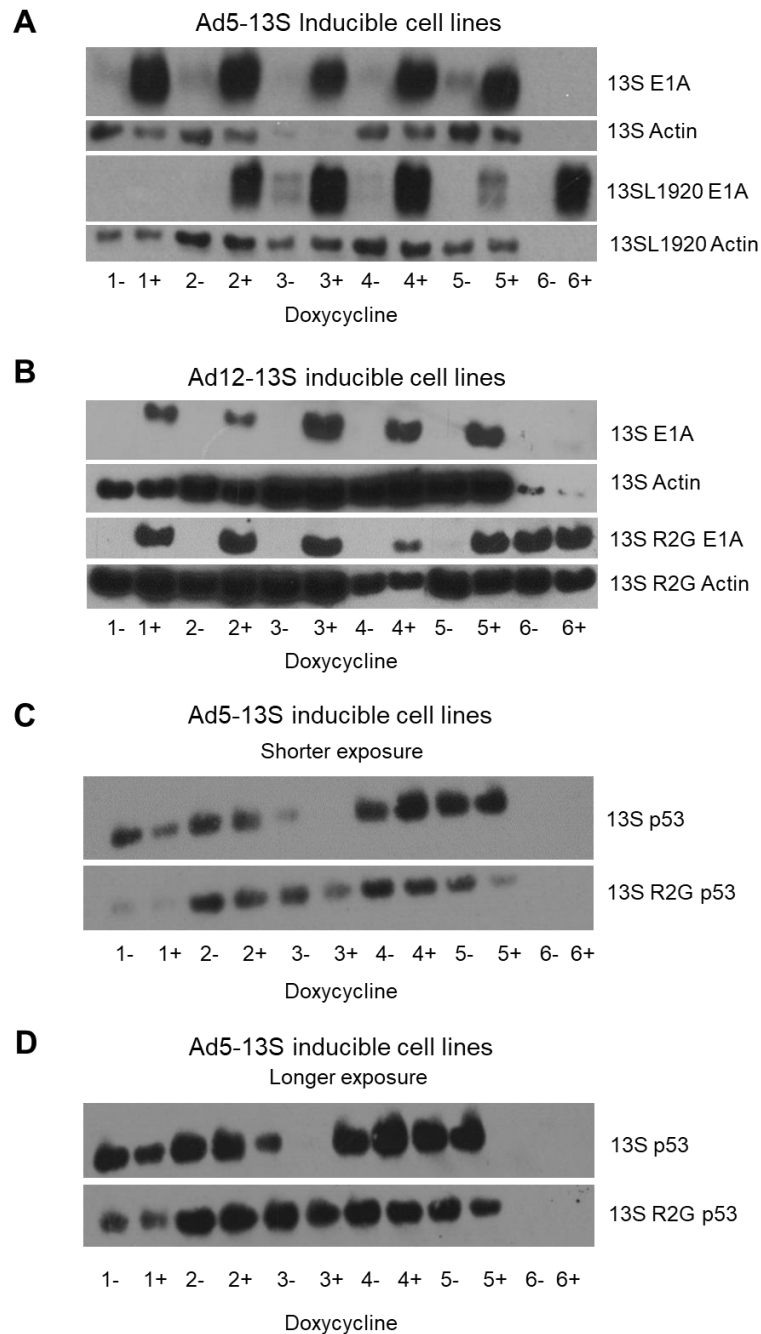 A
Ad5-13S Inducible cell lines
13S E1A
13S Actin
13SL1920 E1A
13SL1920 Actin
1- 1+ 2- 2+ 3- 3+ 4- 4+ 5- 5+ 6- 6+
Doxycycline
B
Ad12-13S inducible cell lines
13S E1A
13S Actin
13S R2G E1A
13S R2G Actin
1- 1+ 2- 2+ 3- 3+ 4- 4+ 5- 5+ 6- 6+
Doxycycline
C
Ad5-13S inducible cell lines
Shorter exposure
13S p53
13S R2G p53
1- 1+ 2- 2+ 3- 3+ 4- 4+ 5- 5+ 6- 6+
Doxycycline
D
Ad5-13S inducible cell lines
Longer exposure
13S p53
13S R2G p53
1- 1+ 2- 2+ 3- 3+ 4- 4+ 5- 5+ 6- 6+
Doxycycline